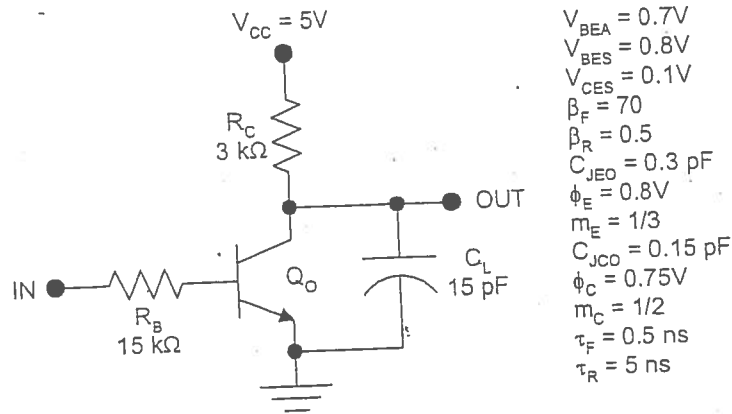 V_CC = 5V
R_C
3 kΩ
OUT
IN
R_B
15 kΩ
Q_O
C_L
15 pF
V_BEA = 0.7V
V_BES = 0.8V
V_CES = 0.1V
β_F = 70
β_R = 0.5
C_JEO = 0.3 pF
ϕ_E = 0.8V
m_E = 1/3
C_JCO = 0.15 pF
ϕ_C = 0.75V
m_C = 1/2
τ_F = 0.5 ns
τ_R = 5 ns